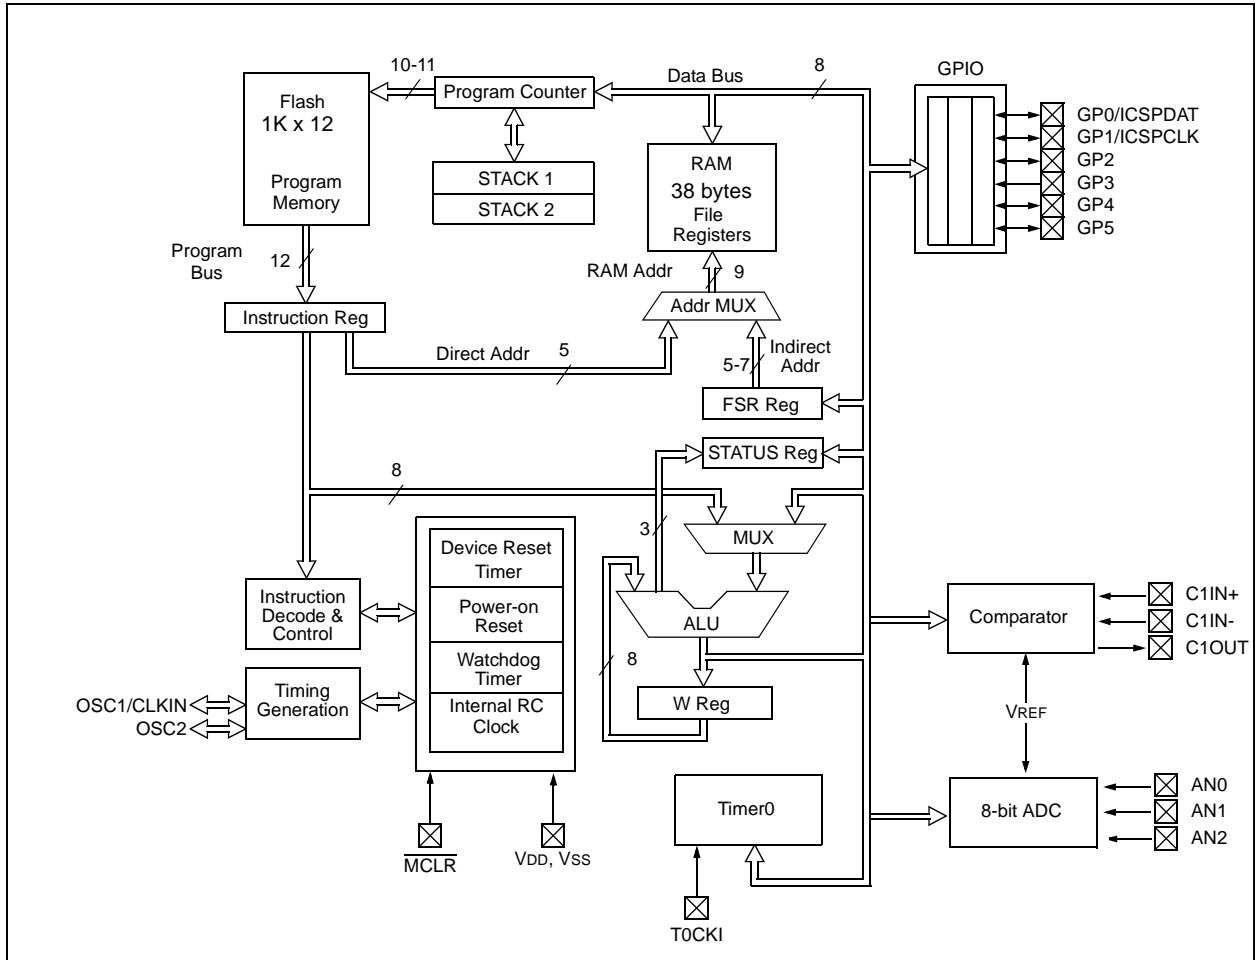 10-11
Data Bus
8
GPIO
Flash
1K x 12
Program
Memory
Program Counter
STACK 1
STACK 2
RAM
38 bytes
File
Registers
GP0/ICSPDAT
GP1/ICSPCLK
GP2
GP3
GP4
GP5
Program
Bus
12
RAM Addr
9
Addr MUX
Instruction Reg
Direct Addr
5
5-7
Indirect
Addr
FSR Reg
STATUS Reg
8
3
MUX
Device Reset
Timer
Power-on
Reset
Watchdog
Timer
Internal RC
Clock
Instruction
Decode &
Control
ALU
8
W Reg
Comparator
C1IN+
C1IN-
C1OUT
Timing
Generation
OSC1/CLKIN
OSC2
VREF
MCLR
VDD, VSS
Timer0
T0CKI
8-bit ADC
AN0
AN1
AN2